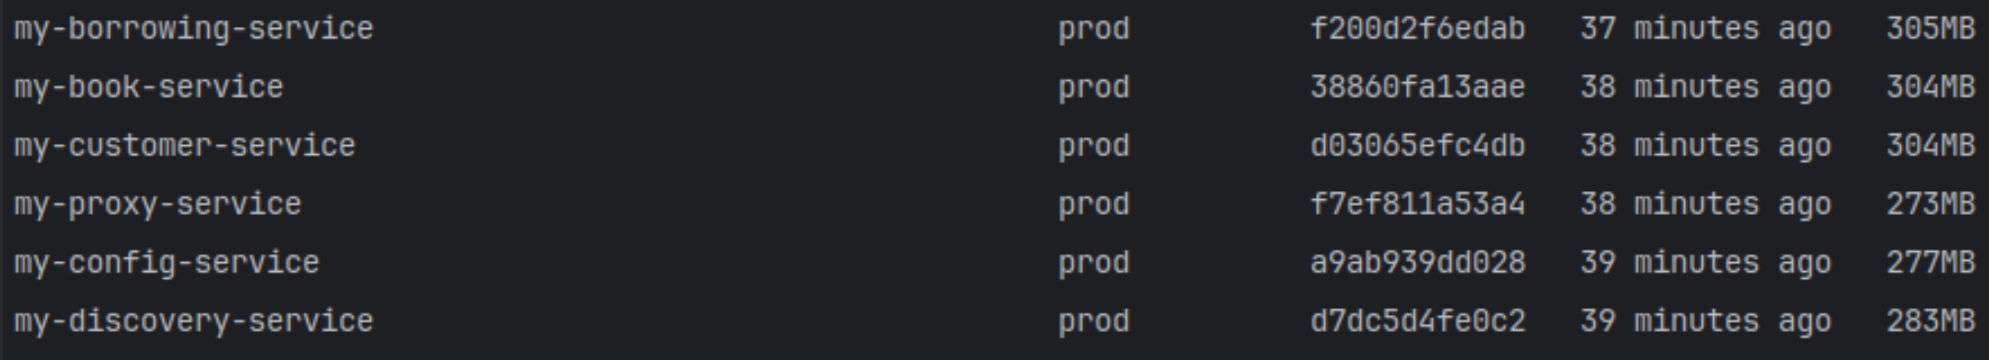 my-borrowing-service prod f200d2f6edab 37 minutes ago 305MB
my-book-service prod 38860fa13aae 38 minutes ago 304MB
my-customer-service prod d03065efc4db 38 minutes ago 304MB
my-proxy-service prod f7ef811a53a4 38 minutes ago 273MB
my-config-service prod a9ab939dd028 39 minutes ago 277MB
my-discovery-service prod d7dc5d4fe0c2 39 minutes ago 283MB